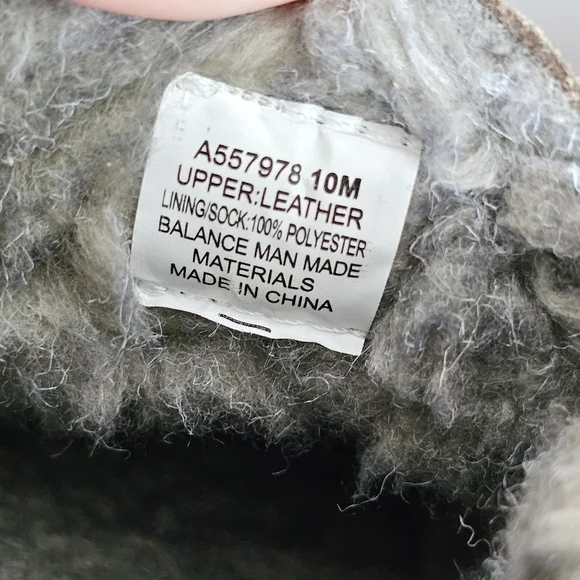 A557978 10M
UPPER:LEATHER
LINING/SOCK:100% POLYESTER
BALANCE MAN MADE
MATERIALS
MADE IN CHINA